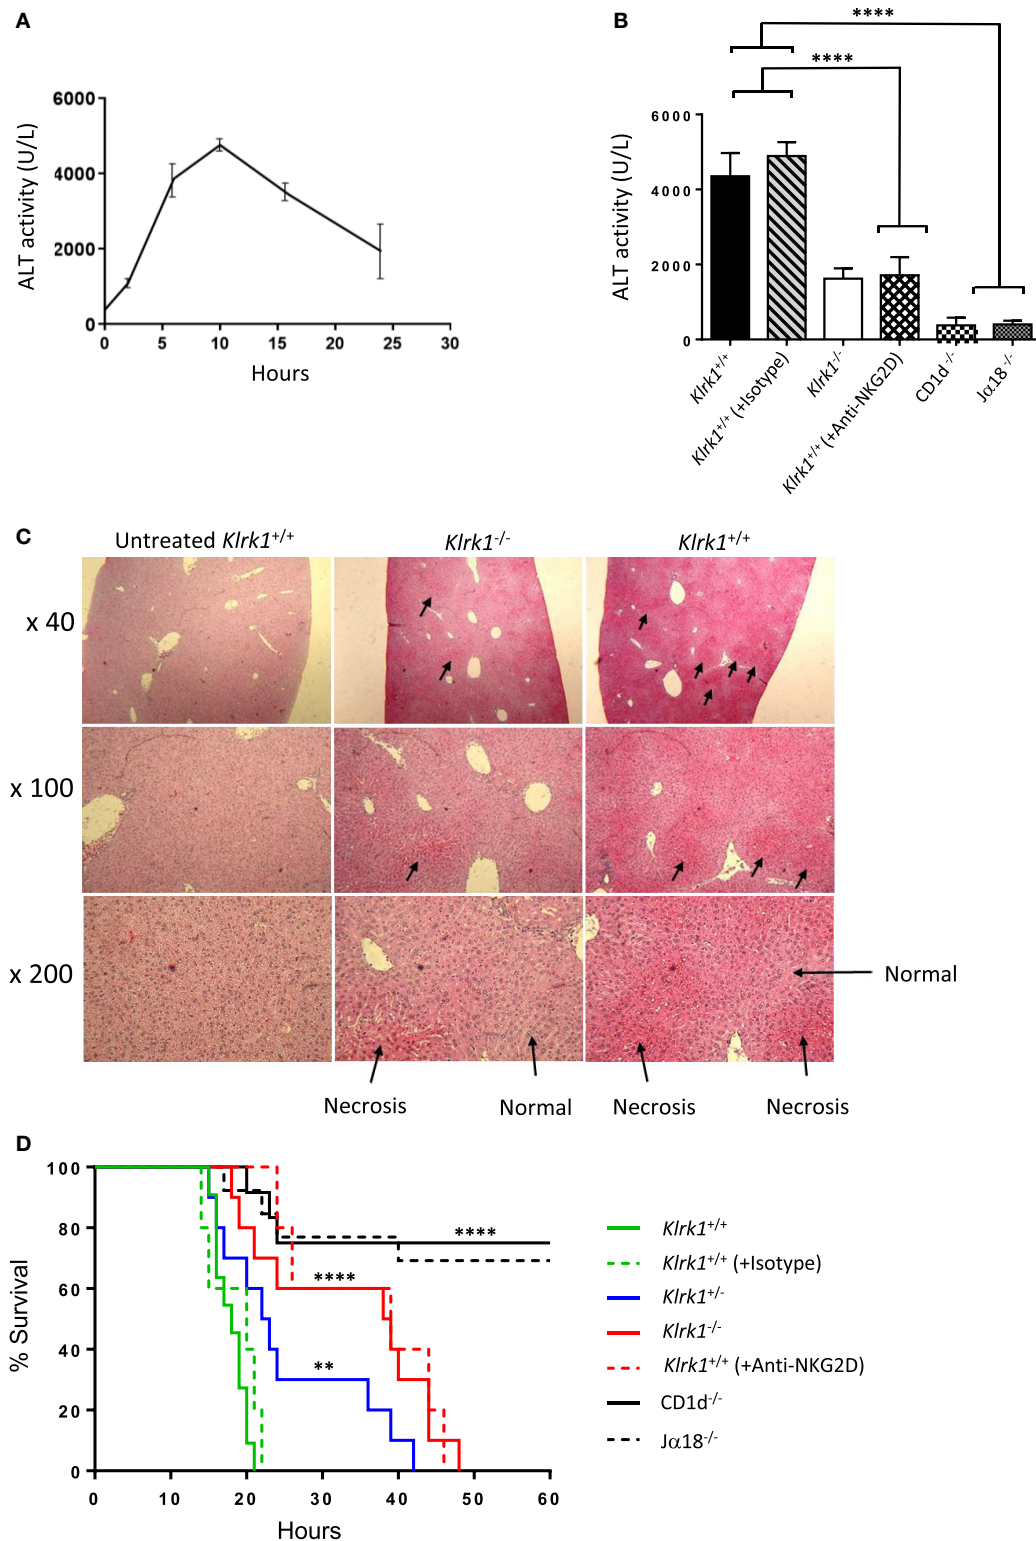 A
ALT activity (U/L)
6000
4000
2000
0
0 5 10 15 20 25 30
Hours
B
****
****
ALT activity (U/L)
6000
4000
2000
0
Klrk1+/+
Klrk1+/+ (+Isotype)
Klrk1-/-
Klrk1+/+ (+Anti-NKG2D)
CD1d-/-
Jα18-/-
C
Untreated Klrk1+/+ Klrk1-/- Klrk1+/+
x 40
x 100
x 200
Normal
Necrosis Normal Necrosis Necrosis
D
% Survival
100
80
60
40
20
0
****
****
**
0 10 20 30 40 50 60
Hours
Klrk1+/+
Klrk1+/+ (+Isotype)
Klrk1+/-
Klrk1-/-
Klrk1+/+ (+Anti-NKG2D)
CD1d-/-
Jα18-/-